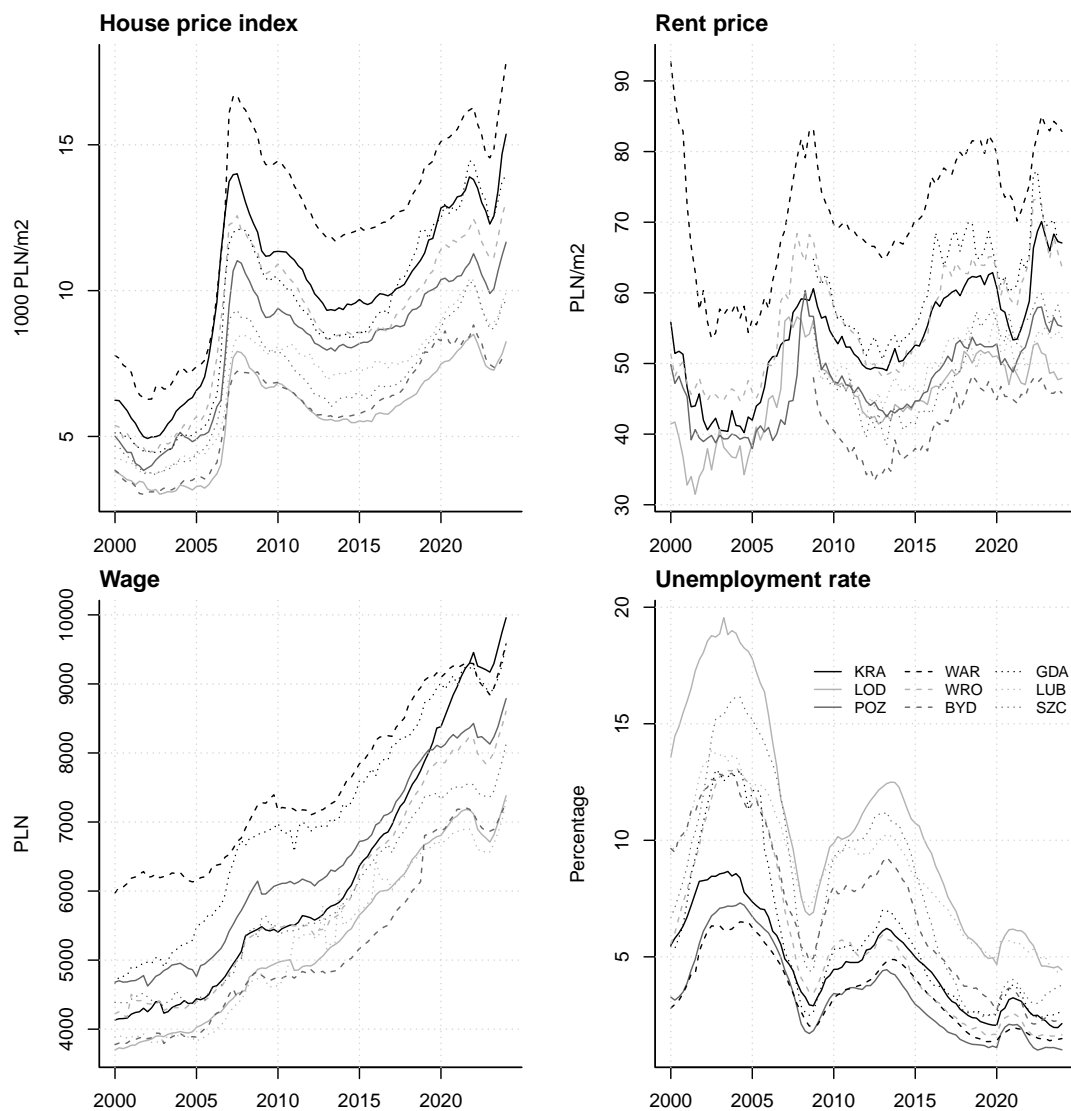 House price index
1000 PLN/m2
15
10
5
2000 2005 2010 2015 2020
Rent price
PLN/m2
90
80
70
60
50
40
30
2000 2005 2010 2015 2020
Wage
PLN
10000
9000
8000
7000
6000
5000
4000
2000 2005 2010 2015 2020
Unemployment rate
Percentage
20
15
10
5
KRA WAR GDA
LOD WRO LUB
POZ BYD SZC
2000 2005 2010 2015 2020